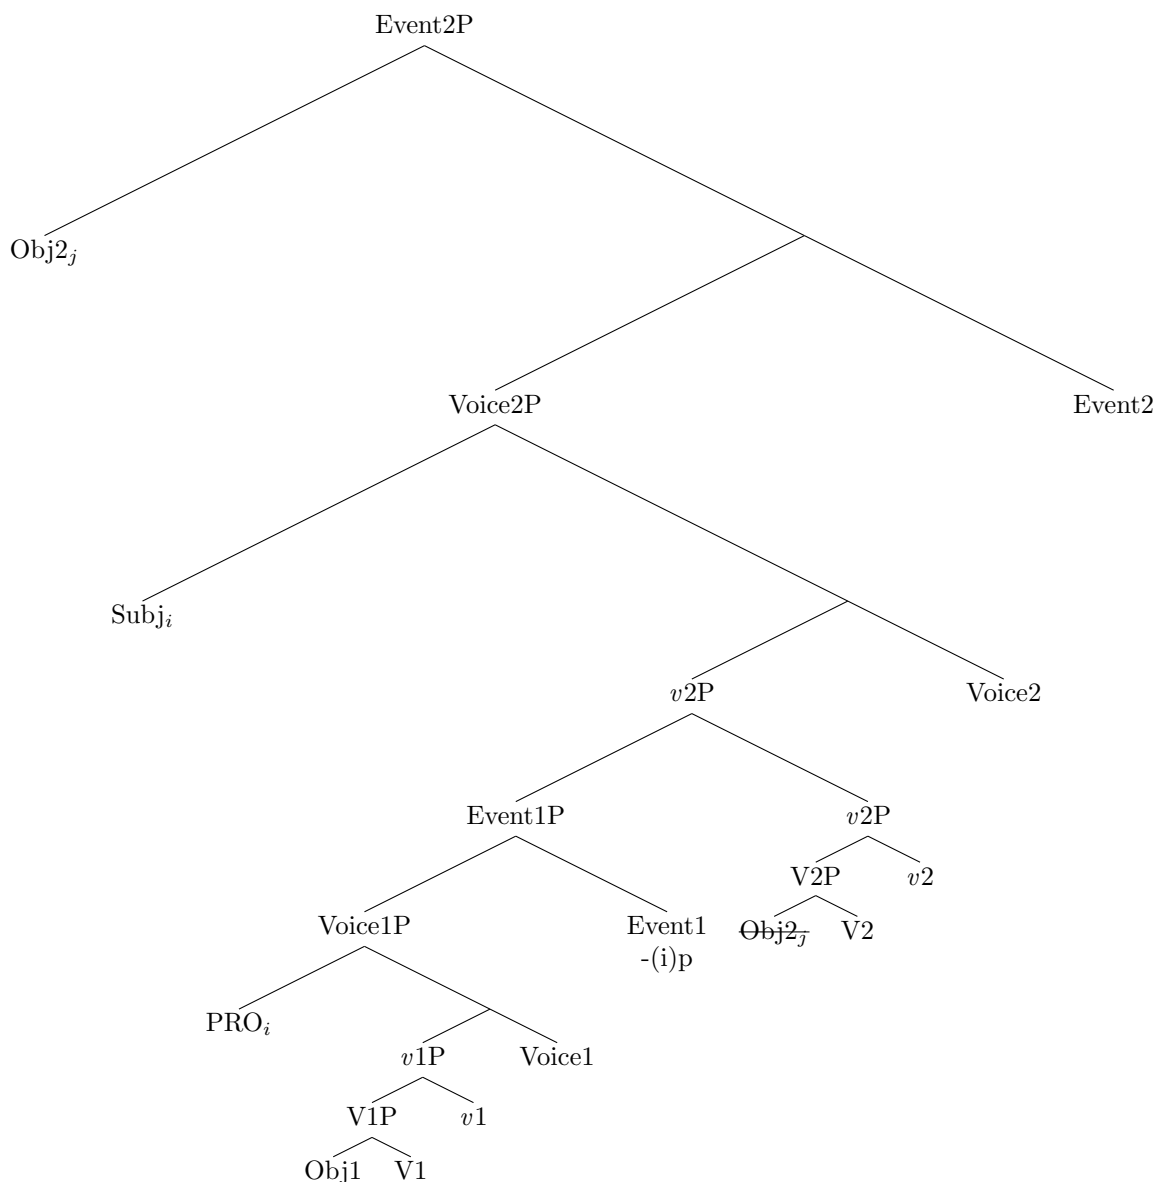 Event2P
Obj2j
Voice2P
Event2
Subji
v2P
Voice2
Event1P
v2P
V2P
v2
Voice1P
Event1
-(i)p
Obj2j
V2
PROi
v1P
Voice1
V1P
v1
Obj1
V1